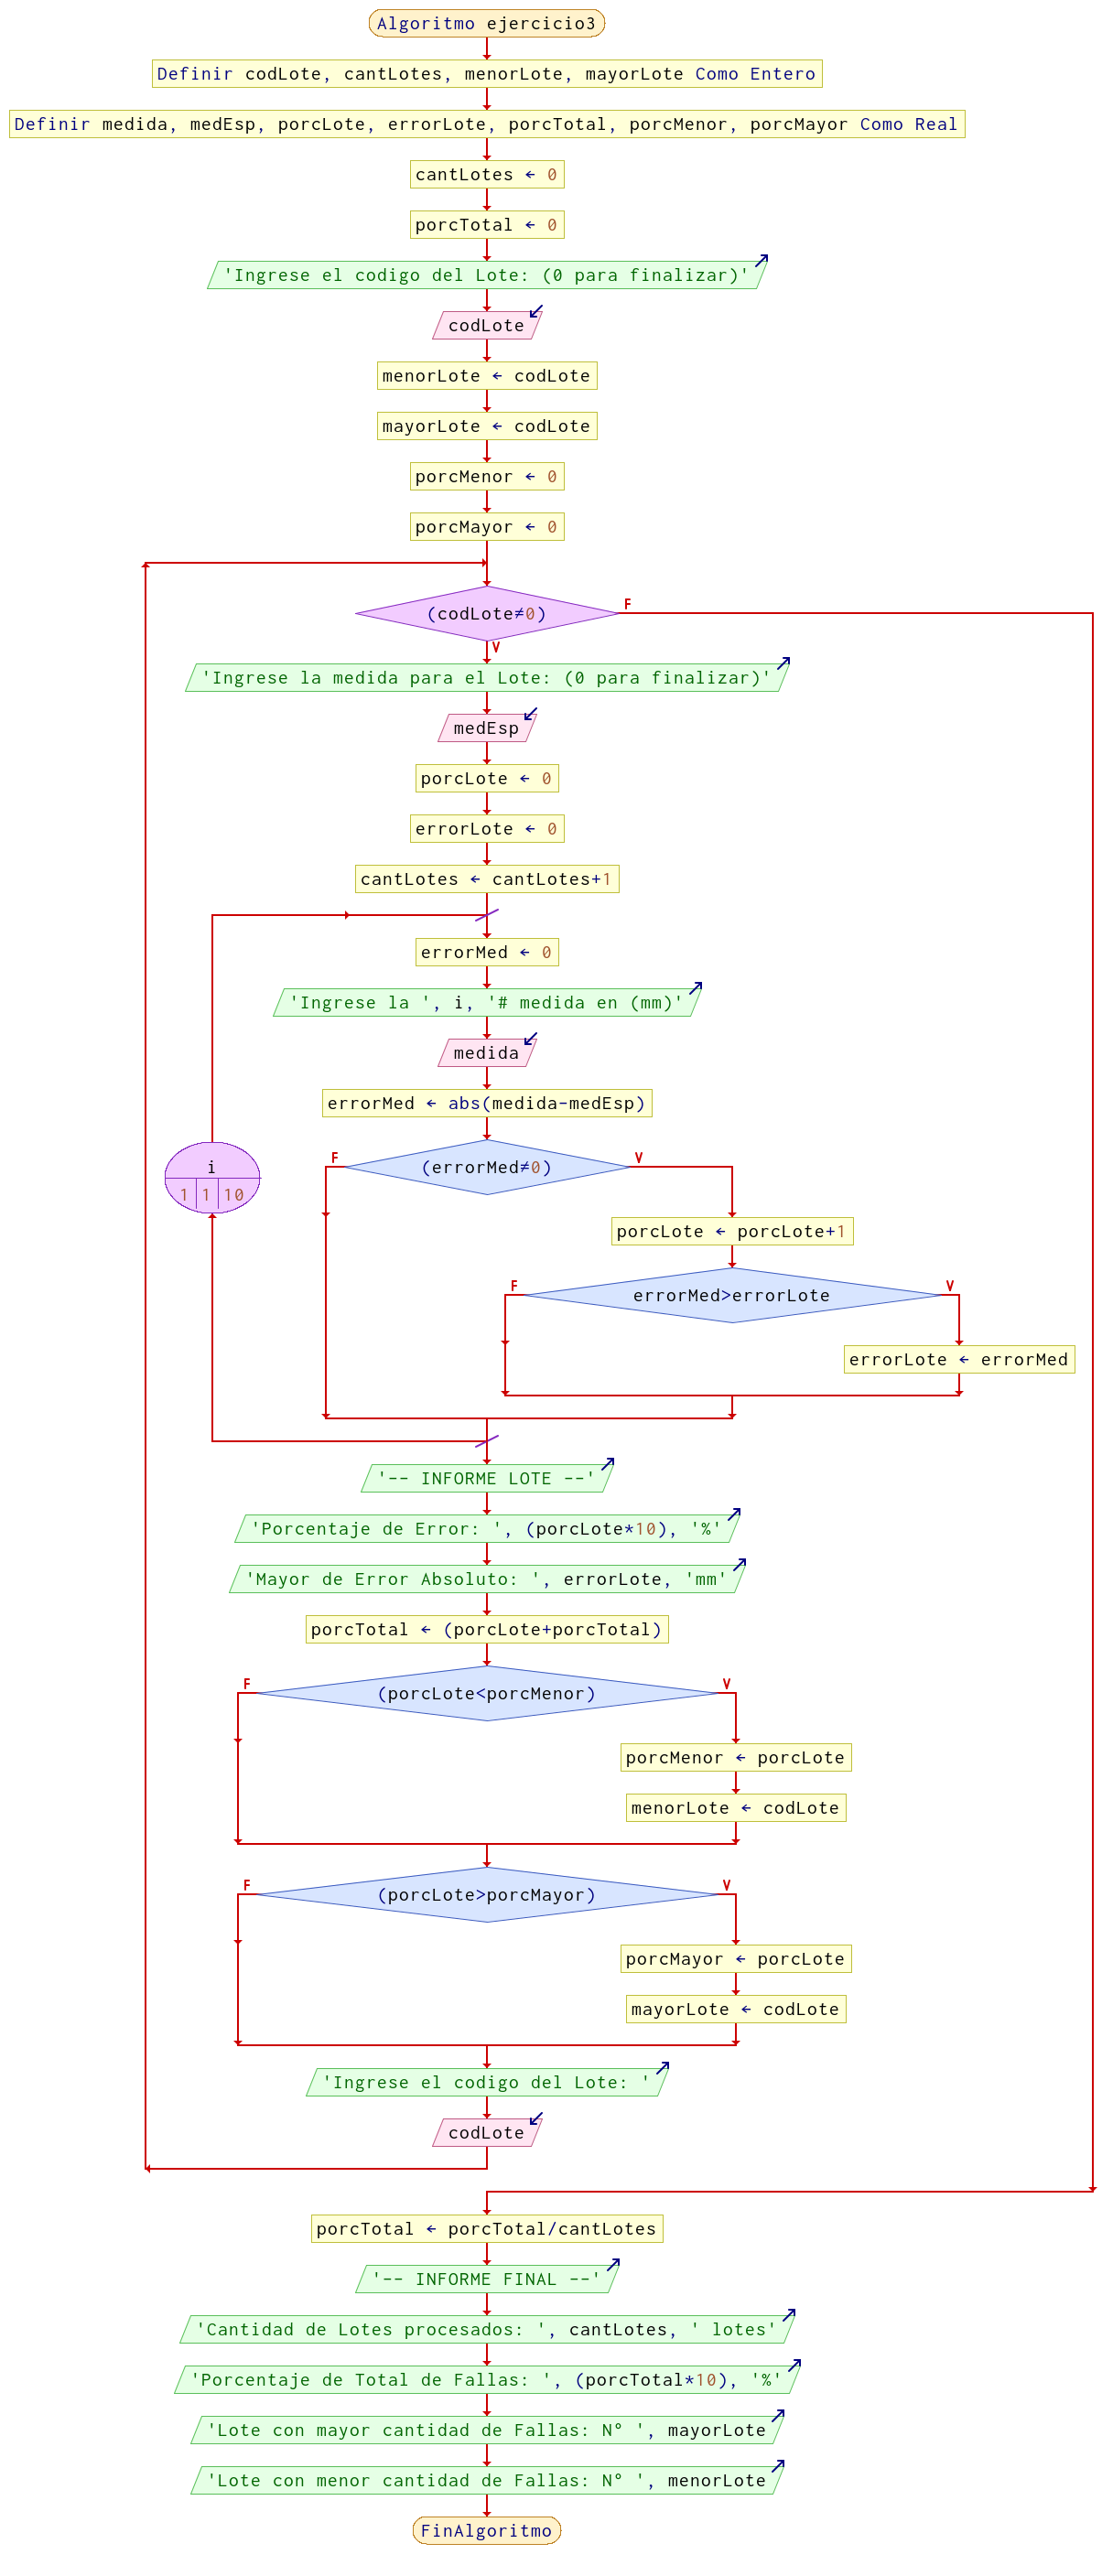 Algoritmo ejercicio3
Definir codLote, cantLotes, menorLote, mayorLote Como Entero
Definir medida, medEsp, porcLote, errorLote, porcTotal, porcMenor, porcMayor Como Real
cantLotes ← 0
porcTotal ← 0
'Ingrese el codigo del Lote: (0 para finalizar)'
codLote
menorLote ← codLote
mayorLote ← codLote
porcMenor ← 0
porcMayor ← 0
(codLote≠0)
F
V
'Ingrese la medida para el Lote: (0 para finalizar)'
medEsp
porcLote ← 0
errorLote ← 0
cantLotes ← cantLotes+1
errorMed ← 0
'Ingrese la ', i, '# medida en (mm)'
medida
errorMed ← abs(medida-medEsp)
i
1 1 10
F
(errorMed≠0)
V
porcLote ← porcLote+1
F
errorMed>errorLote
V
errorLote ← errorMed
'-- INFORME LOTE --'
'Porcentaje de Error: ', (porcLote*10), '%'
'Mayor de Error Absoluto: ', errorLote, 'mm'
porcTotal ← (porcLote+porcTotal)
F
(porcLote<porcMenor)
V
porcMenor ← porcLote
menorLote ← codLote
F
(porcLote>porcMayor)
V
porcMayor ← porcLote
mayorLote ← codLote
'Ingrese el codigo del Lote: '
codLote
porcTotal ← porcTotal/cantLotes
'-- INFORME FINAL --'
'Cantidad de Lotes procesados: ', cantLotes, ' lotes'
'Porcentaje de Total de Fallas: ', (porcTotal*10), '%'
'Lote con mayor cantidad de Fallas: N° ', mayorLote
'Lote con menor cantidad de Fallas: N° ', menorLote
FinAlgoritmo